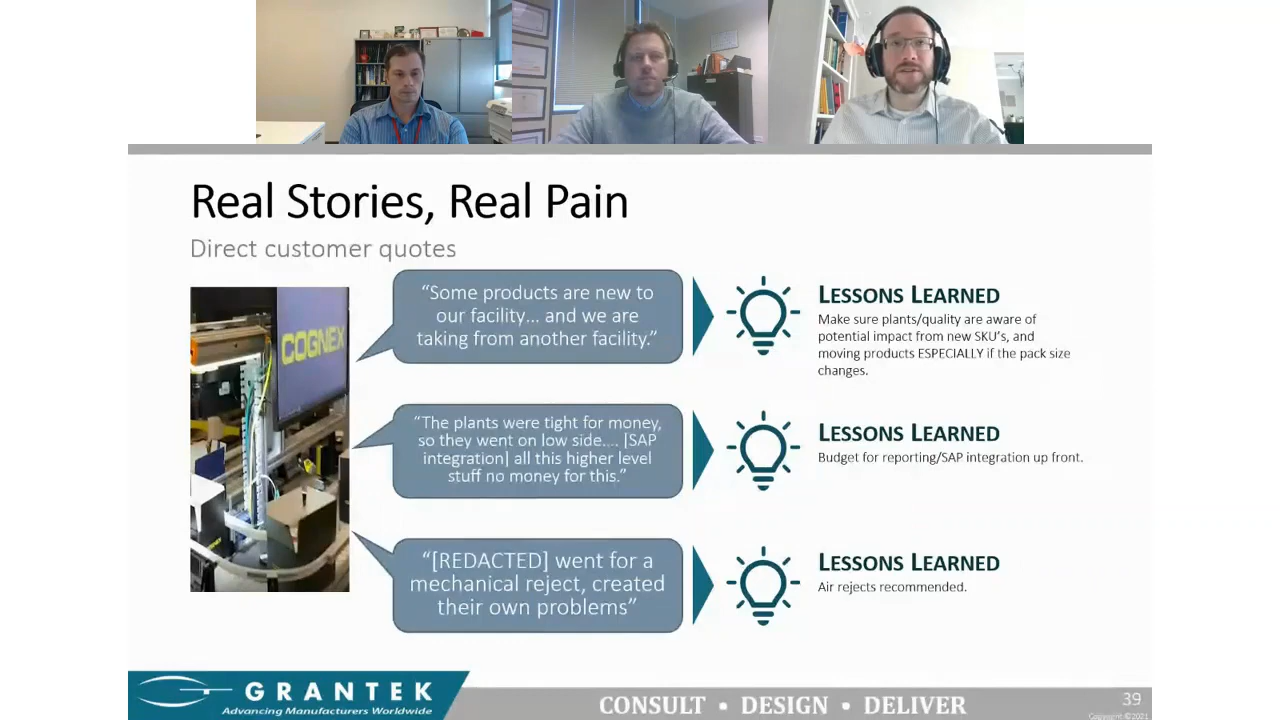 Real Stories, Real Pain
Direct customer quotes
COGNEX
“Some products are new to
our facility... and we are
taking from another facility.”
LESSONS LEARNED
Make sure plants/quality are aware of
potential impact from new SKU's, and
moving products ESPECIALLY if the pack size
changes.
“The plants were tight for money,
so they went on low side.... [SAP
integration] all this higher level
stuff no money for this.”
LESSONS LEARNED
Budget for reporting/SAP integration up front.
“[REDACTED] went for a
mechanical reject, created
their own problems”
LESSONS LEARNED
Air rejects recommended.
GRANTEK
Advancing Manufacturers Worldwide
CONSULT • DESIGN • DELIVER
39
Copyright ©2021